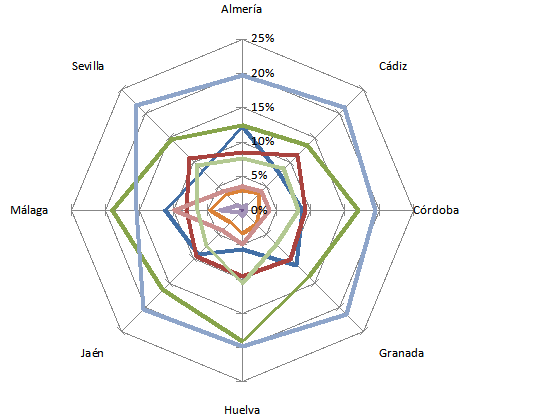 Almería
25%
Sevilla
Cádiz
20%
15%
10%
5%
Málaga
0%
Córdoba
Jaén
Granada
Huelva